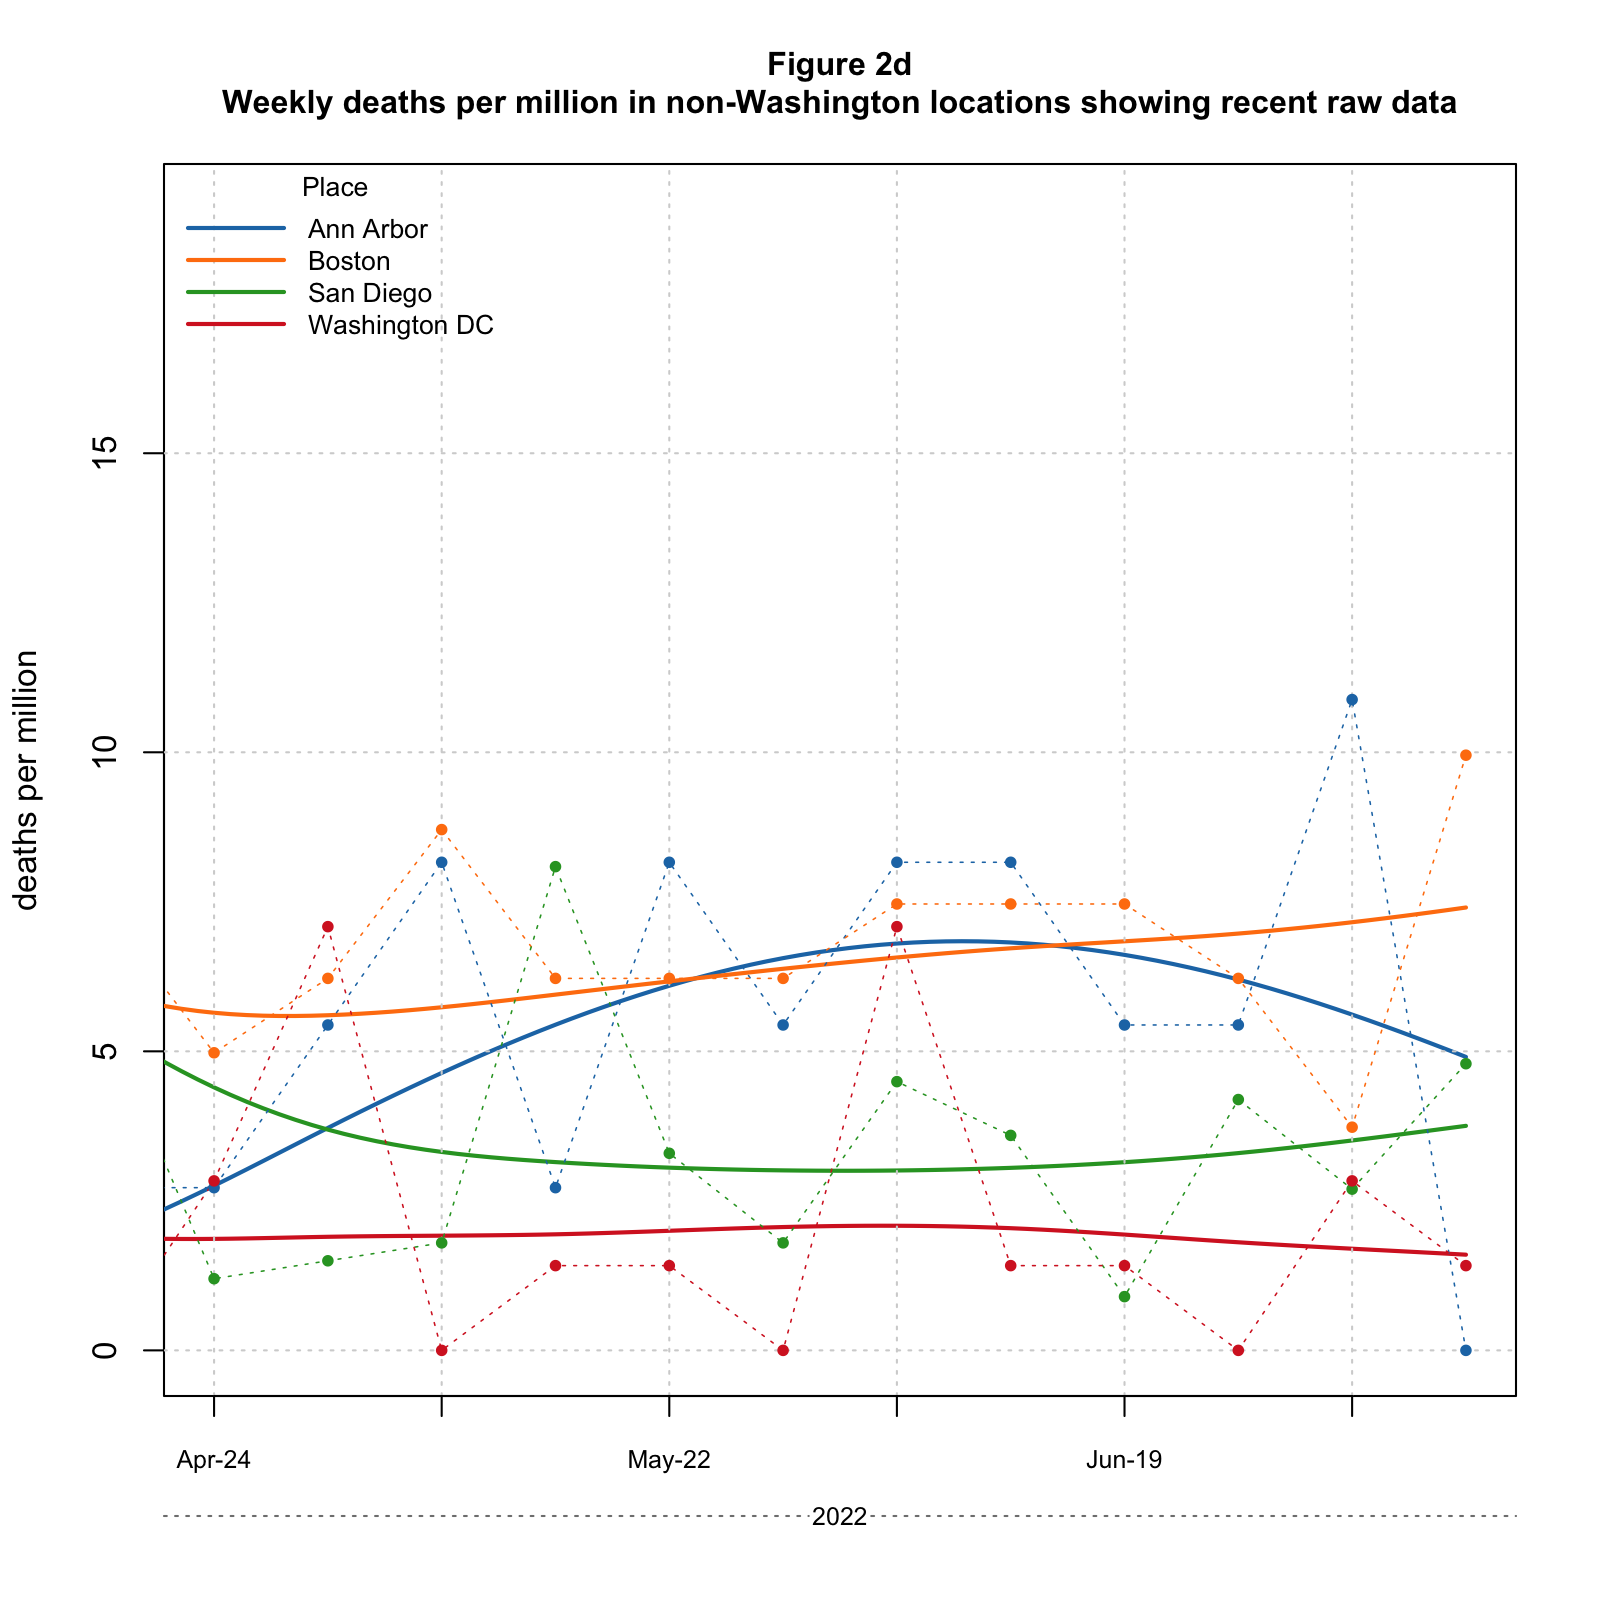 Figure 2d
Weekly deaths per million in non-Washington locations showing recent raw data
Place
Ann Arbor
Boston
San Diego
Washington DC
deaths per million
15
10
5
0
Apr-24
May-22
Jun-19
2022